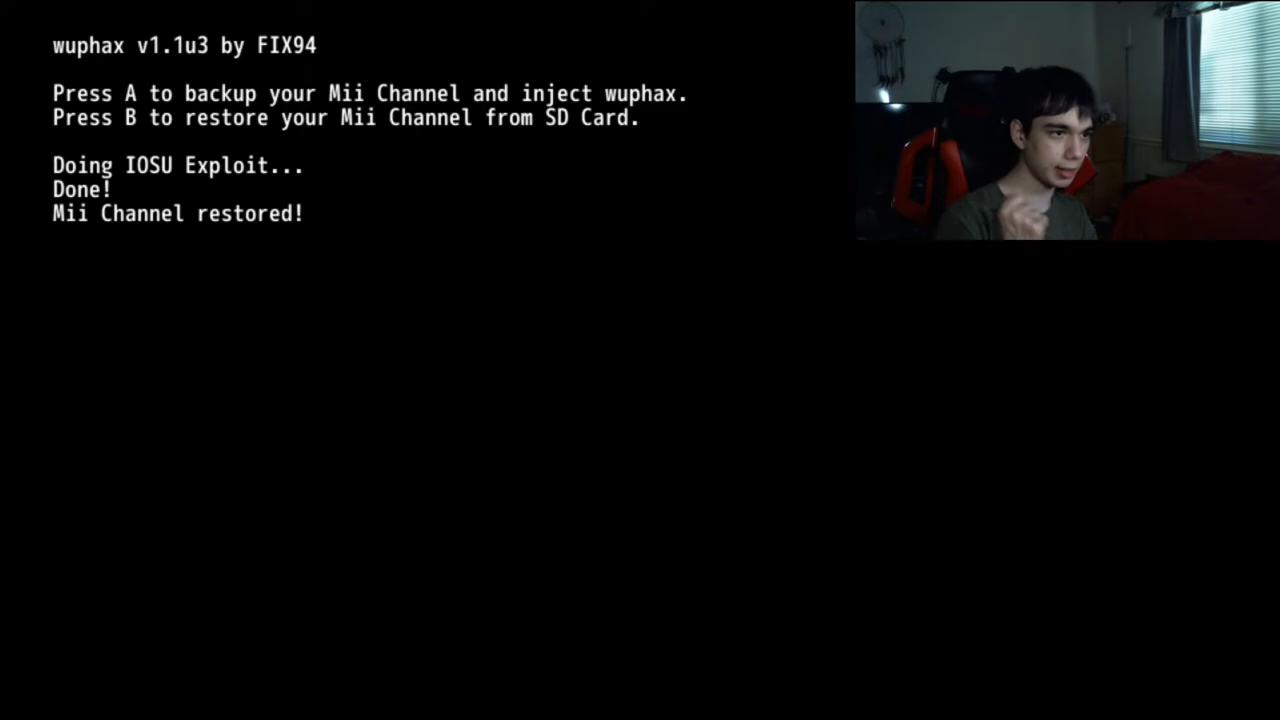 wuphax v1.1u3 by FIX94
Press A to backup your Mii Channel and inject wuphax.
Press B to restore your Mii Channel from SD Card.
Doing IOSU Exploit...
Done!
Mii Channel restored!